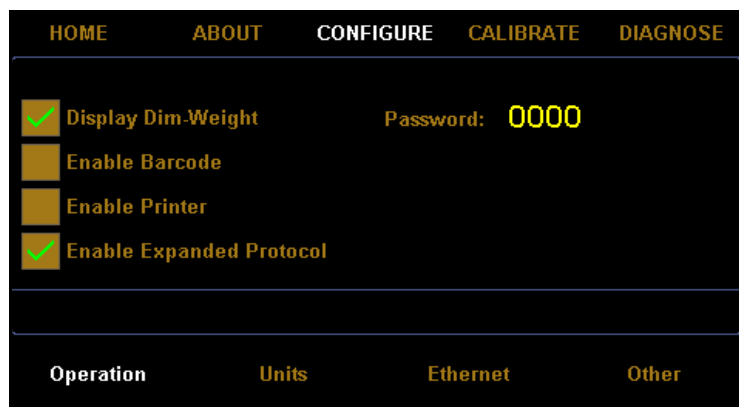 HOME ABOUT CONFIGURE CALIBRATE DIAGNOSE
Display Dim-Weight Password: 0000
Enable Barcode
Enable Printer
Enable Expanded Protocol
Operation Units Ethernet Other